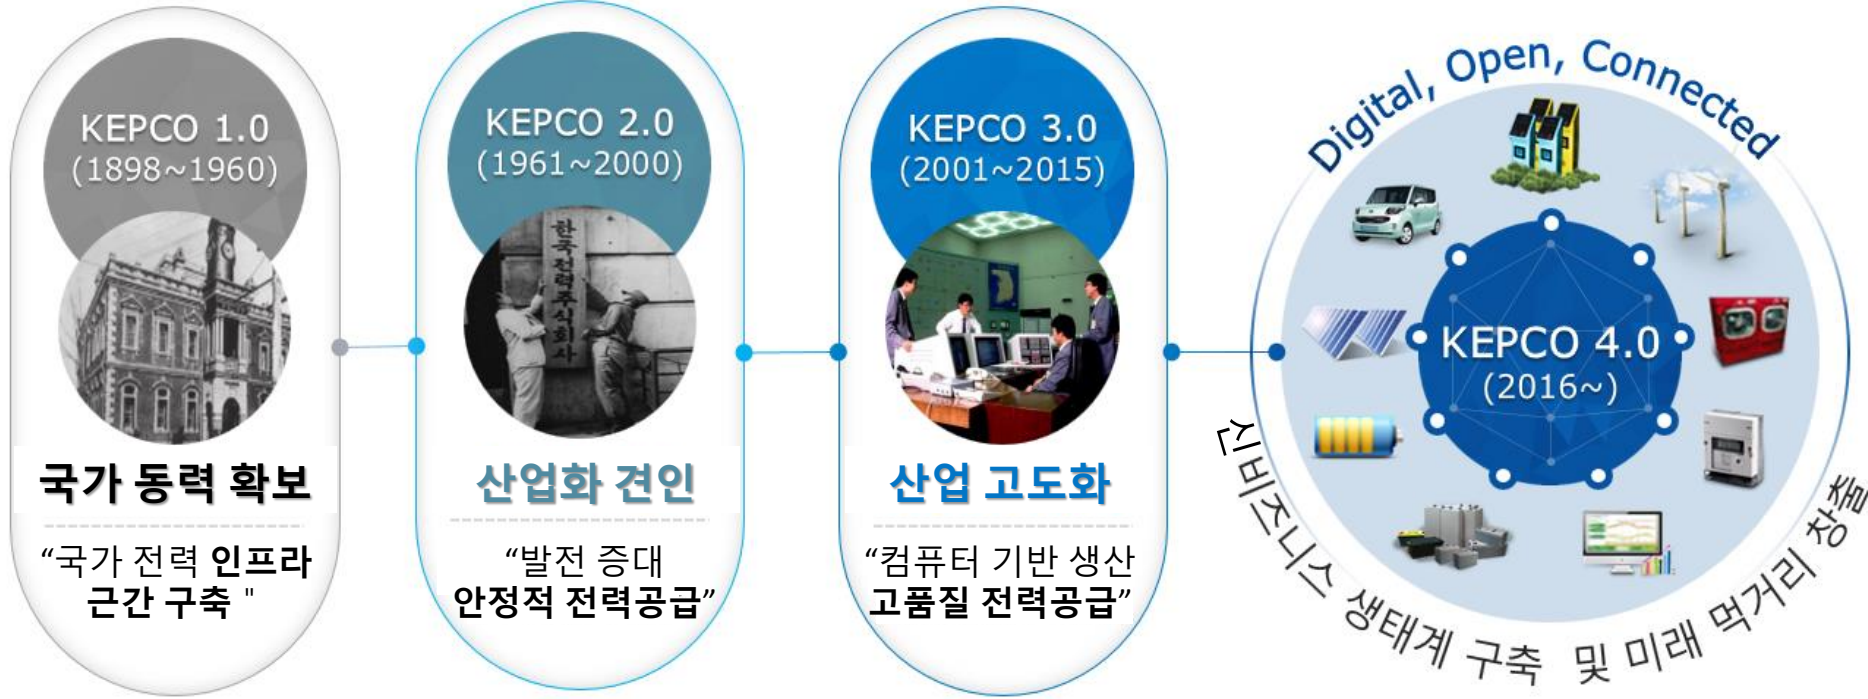 KEPCO 1.0
(1898~1960)
국가 동력 확보
“국가 전력 인프라
근간 구축 "
KEPCO 2.0
(1961~2000)
한국전력주식회사
산업화 견인
“발전 증대
안정적 전력공급”
KEPCO 3.0
(2001~2015)
산업 고도화
“컴퓨터 기반 생산
고품질 전력공급”
Digital, Open, Connected
KEPCO 4.0
(2016~)
신비즈니스 생태계 구축 및 미래 먹거리 창출